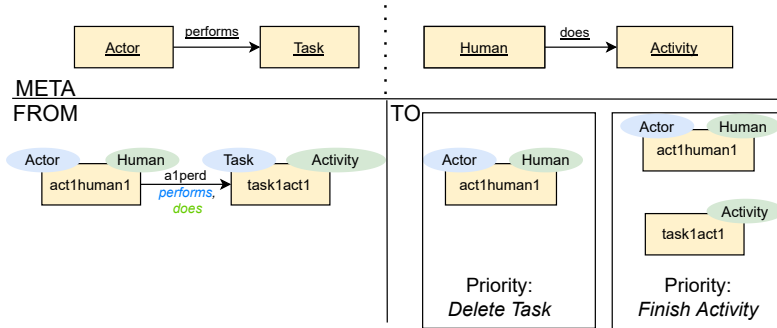 performs
does
Actor
Task
Human
Activity
META
FROM
TO
Actor
Human
Task
Activity
act1human1
a1perd
performs,
does
task1act1
Actor
Human
act1human1
Priority:
Delete Task
Actor
Human
act1human1
Activity
task1act1
Priority:
Finish Activity